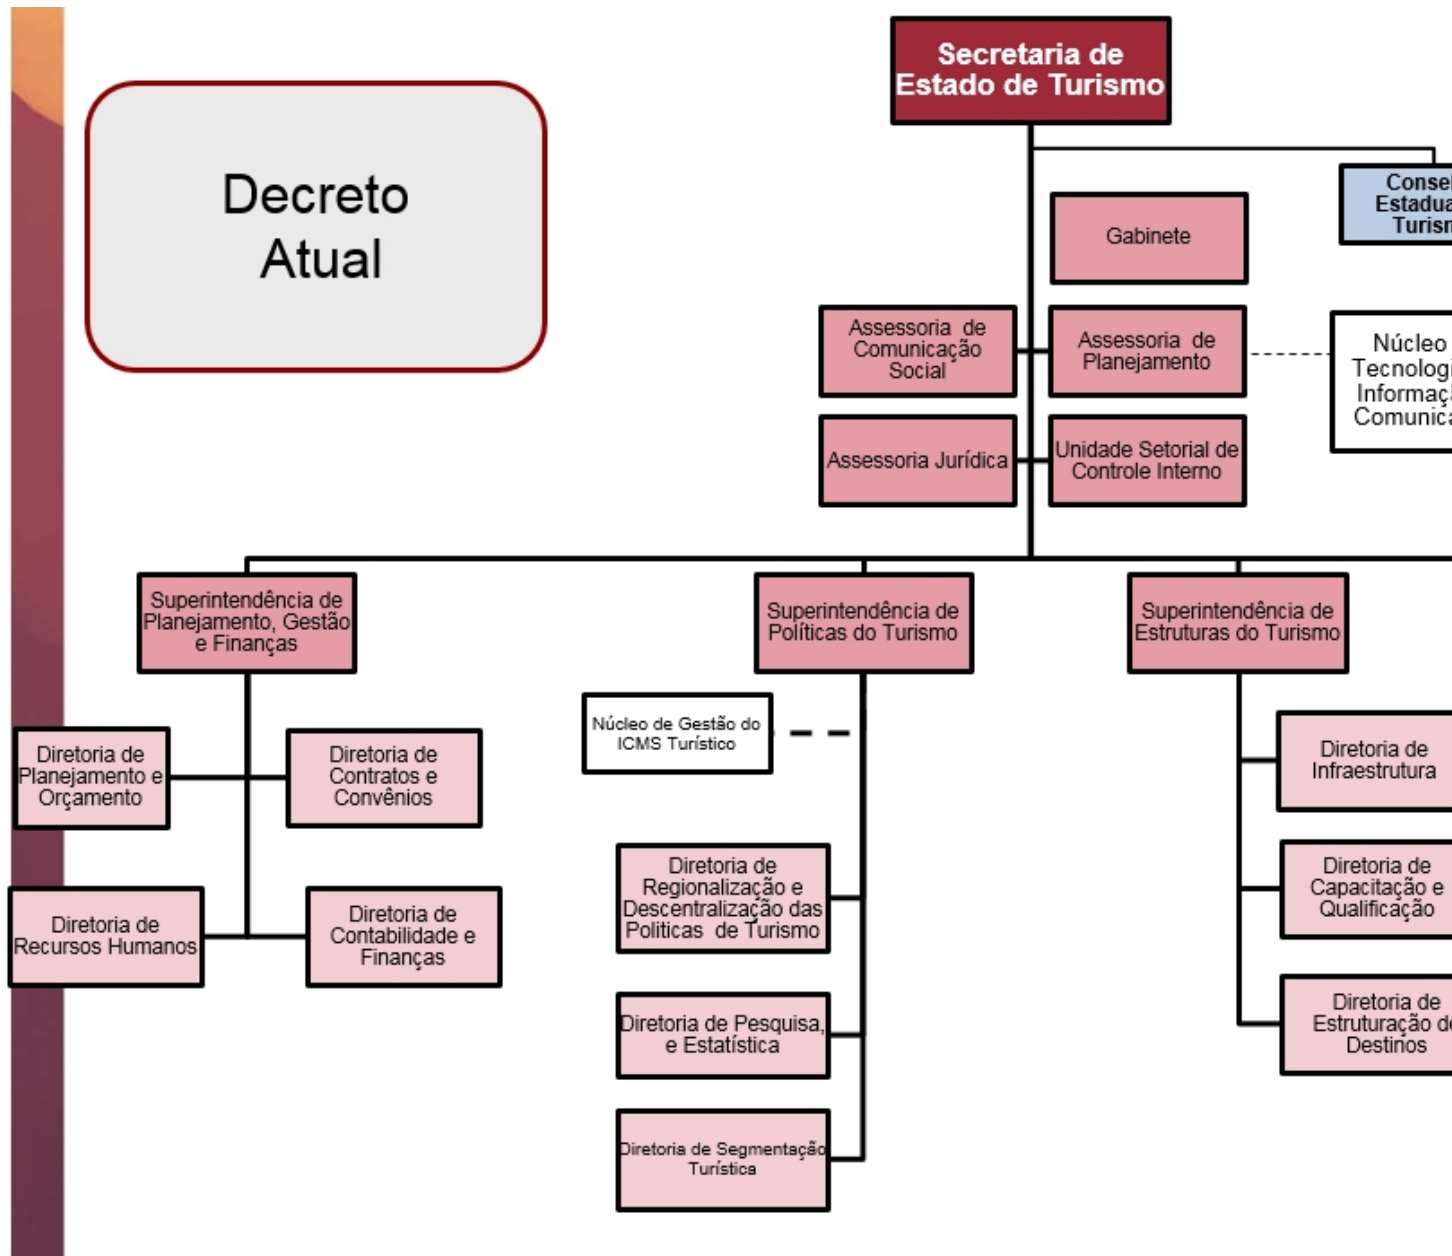 Secretaria de
Estado de Turismo
Decreto
Atual
Turis
Gabinete
Assessoria de
Comunicação
Social
Assessoria de
Planejamento
Núcleo
Assessoria Jurídica
Unidade Setorial de
Controle Interno
Superintendência de
Planejamento, Gestão
e Finanças
Superintendência de
Políticas do Turismo
Superintendência de
Estruturas do Turismo
Núcleo de Gestão do
ICMS Turístico
Diretoria de
Planejamento e
Orçamento
Diretoria de
Contratos e
Convênios
Diretoria de
Infraestrutura
Diretoria de
Regionalização e
Descentralização das
Politicas de Turismo
Diretoria de
Capacitação e
Qualificação
Diretoria de
Recursos Humanos
Diretoria de
Contabilidade e
Finanças
Diretoria de Pesquisa,
e Estatística
Diretoria de
Estruturação de
Destinos
Diretoria de Segmentação
Turística